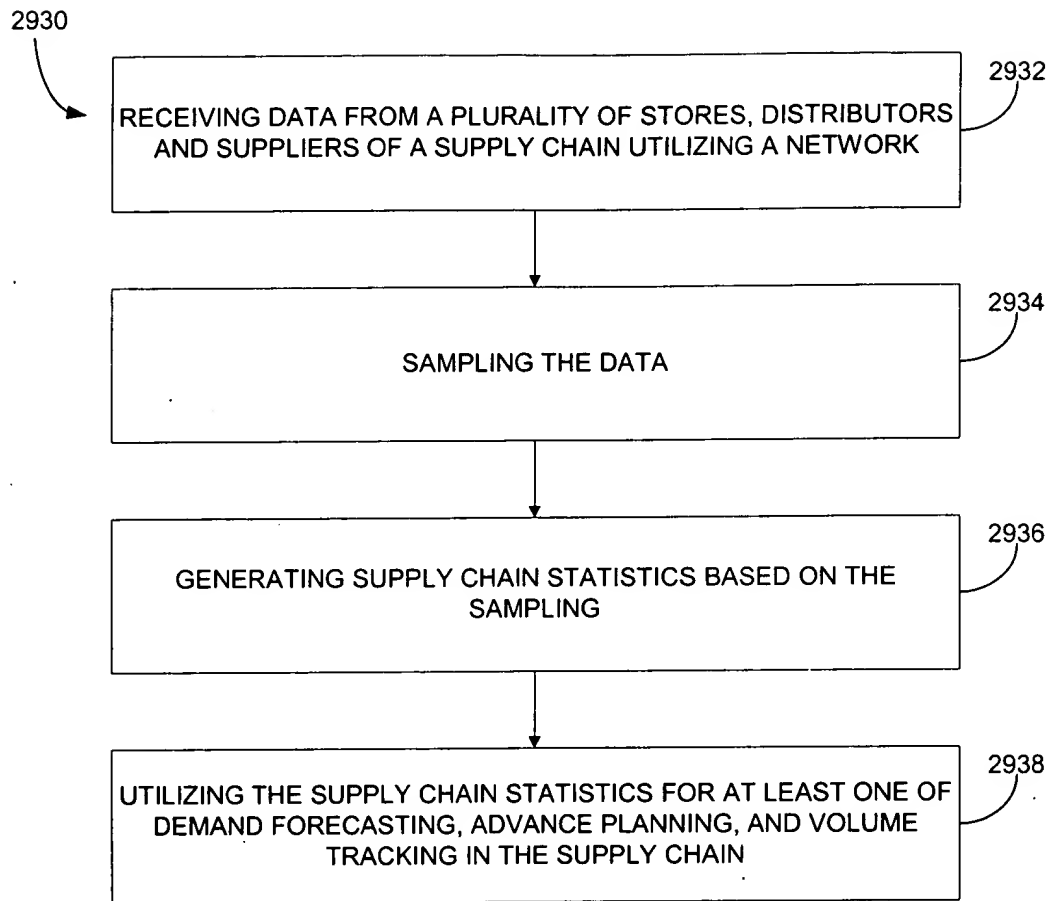 2930
2932
RECEIVING DATA FROM A PLURALITY OF STORES, DISTRIBUTORS
AND SUPPLIERS OF A SUPPLY CHAIN UTILIZING A NETWORK
2934
SAMPLING THE DATA
2936
GENERATING SUPPLY CHAIN STATISTICS BASED ON THE
SAMPLING
2938
UTILIZING THE SUPPLY CHAIN STATISTICS FOR AT LEAST ONE OF
DEMAND FORECASTING, ADVANCE PLANNING, AND VOLUME
TRACKING IN THE SUPPLY CHAIN